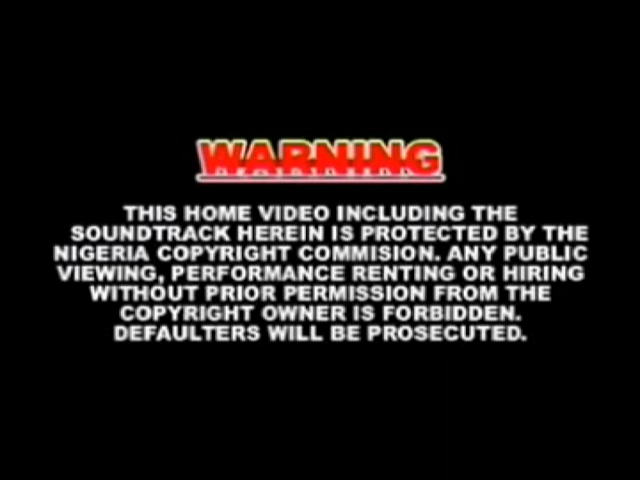 WARNING
THIS HOME VIDEO INCLUDING THE
SOUNDTRACK HEREIN IS PROTECTED BY THE
NIGERIA COPYRIGHT COMMISION. ANY PUBLIC
VIEWING, PERFORMANCE RENTING OR HIRING
WITHOUT PRIOR PERMISSION FROM THE
COPYRIGHT OWNER IS FORBIDDEN.
DEFAULTERS WILL BE PROSECUTED.